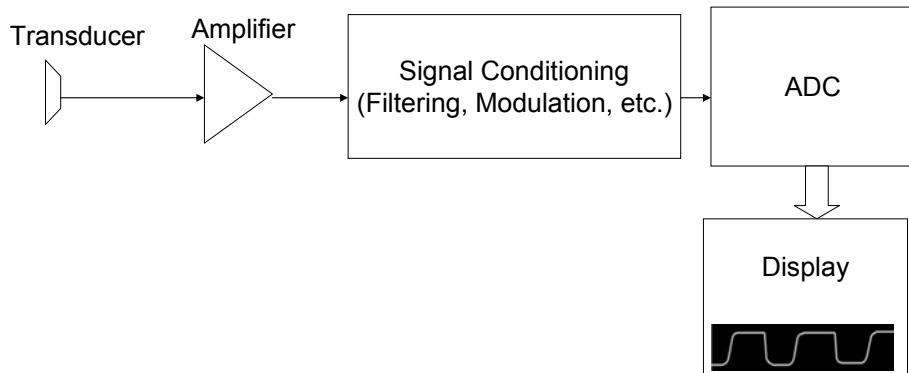 Transducer
Amplifier
Signal Conditioning
(Filtering, Modulation, etc.)
ADC
Display